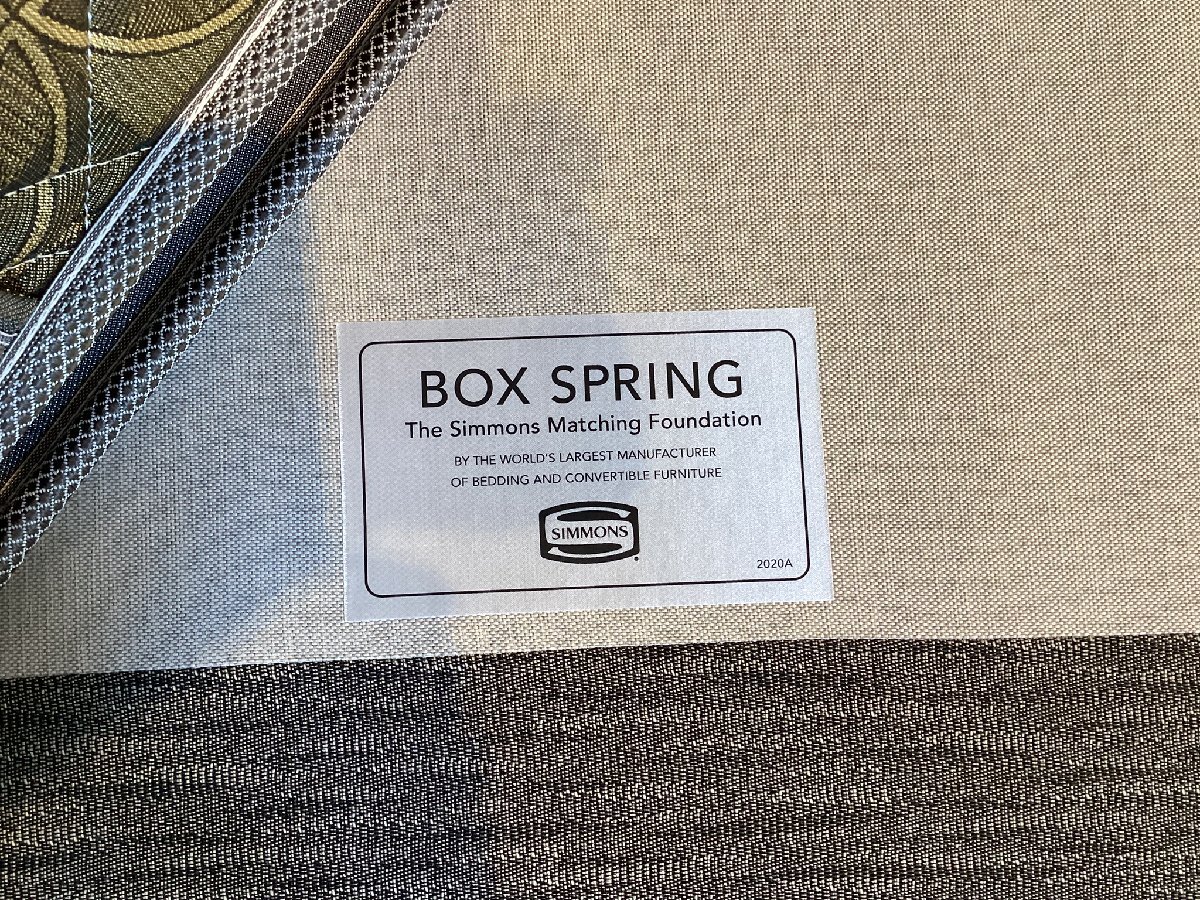 BOX SPRING
The Simmons Matching Foundation
BY THE WORLD'S LARGEST MANUFACTURER
OF BEDDING AND CONVERTIBLE FURNITURE
SIMMONS
2020A